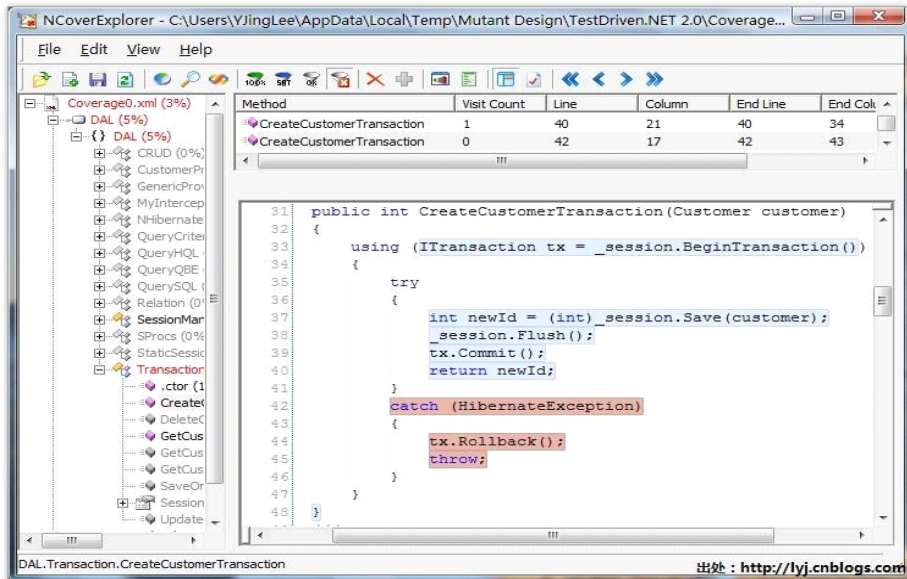 NCoverExplorer - C:\Users\YJingLee\AppData\Local\Temp\Mutant Design\TestDriven.NET 2.0\Coverage...
File Edit View Help
Coverage0.xml (3%)
DAL (5%)
{} DAL (5%)
CRUD (0%)
CustomerPr
GenericProv
MyIntercep
NHibernate
QueryCriter
QueryHQL (
QueryQBE (
QuerySQL (
Relation (0%
SessionMan
SProcs (0%
StaticSessio
Transaction
.ctor (1
Create(
DeleteC
GetCus
GetCus
GetCus
SaveOr
Session
Update
Method Visit Count Line Column End Line End Colu
CreateCustomerTransaction 1 40 21 40 34
CreateCustomerTransaction 0 42 17 42 43
31 public int CreateCustomerTransaction(Customer customer)
32 {
33 using (ITransaction tx = _session.BeginTransaction())
34 {
35 try
36 {
37 int newId = (int)_session.Save(customer);
38 _session.Flush();
39 tx.Commit();
40 return newId;
41 }
42 catch (HibernateException)
43 {
44 tx.Rollback();
45 throw;
46 }
47 }
48 }
DAL.Transaction.CreateCustomerTransaction
出处：http://lyj.cnblogs.com